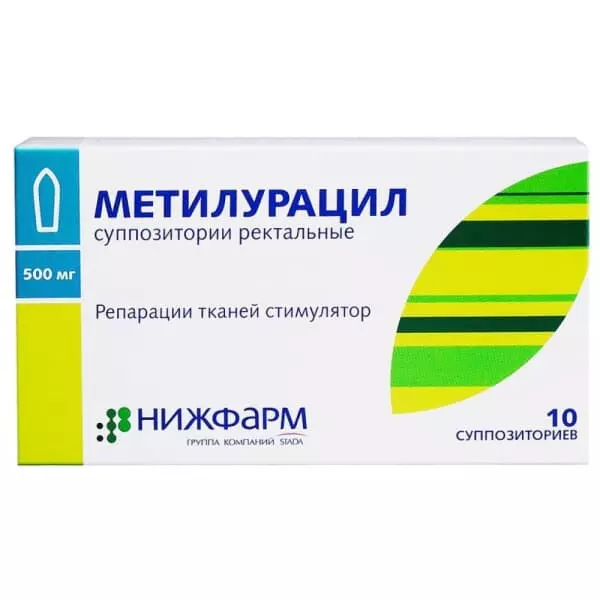 МЕТИЛУРАЦИЛ
суппозитории ректальные
500 мг
Репарации тканей стимулятор
НИЖФАРМ
ГРУППА КОМПАНИЙ STADA
10
СУППОЗИТОРИЕВ